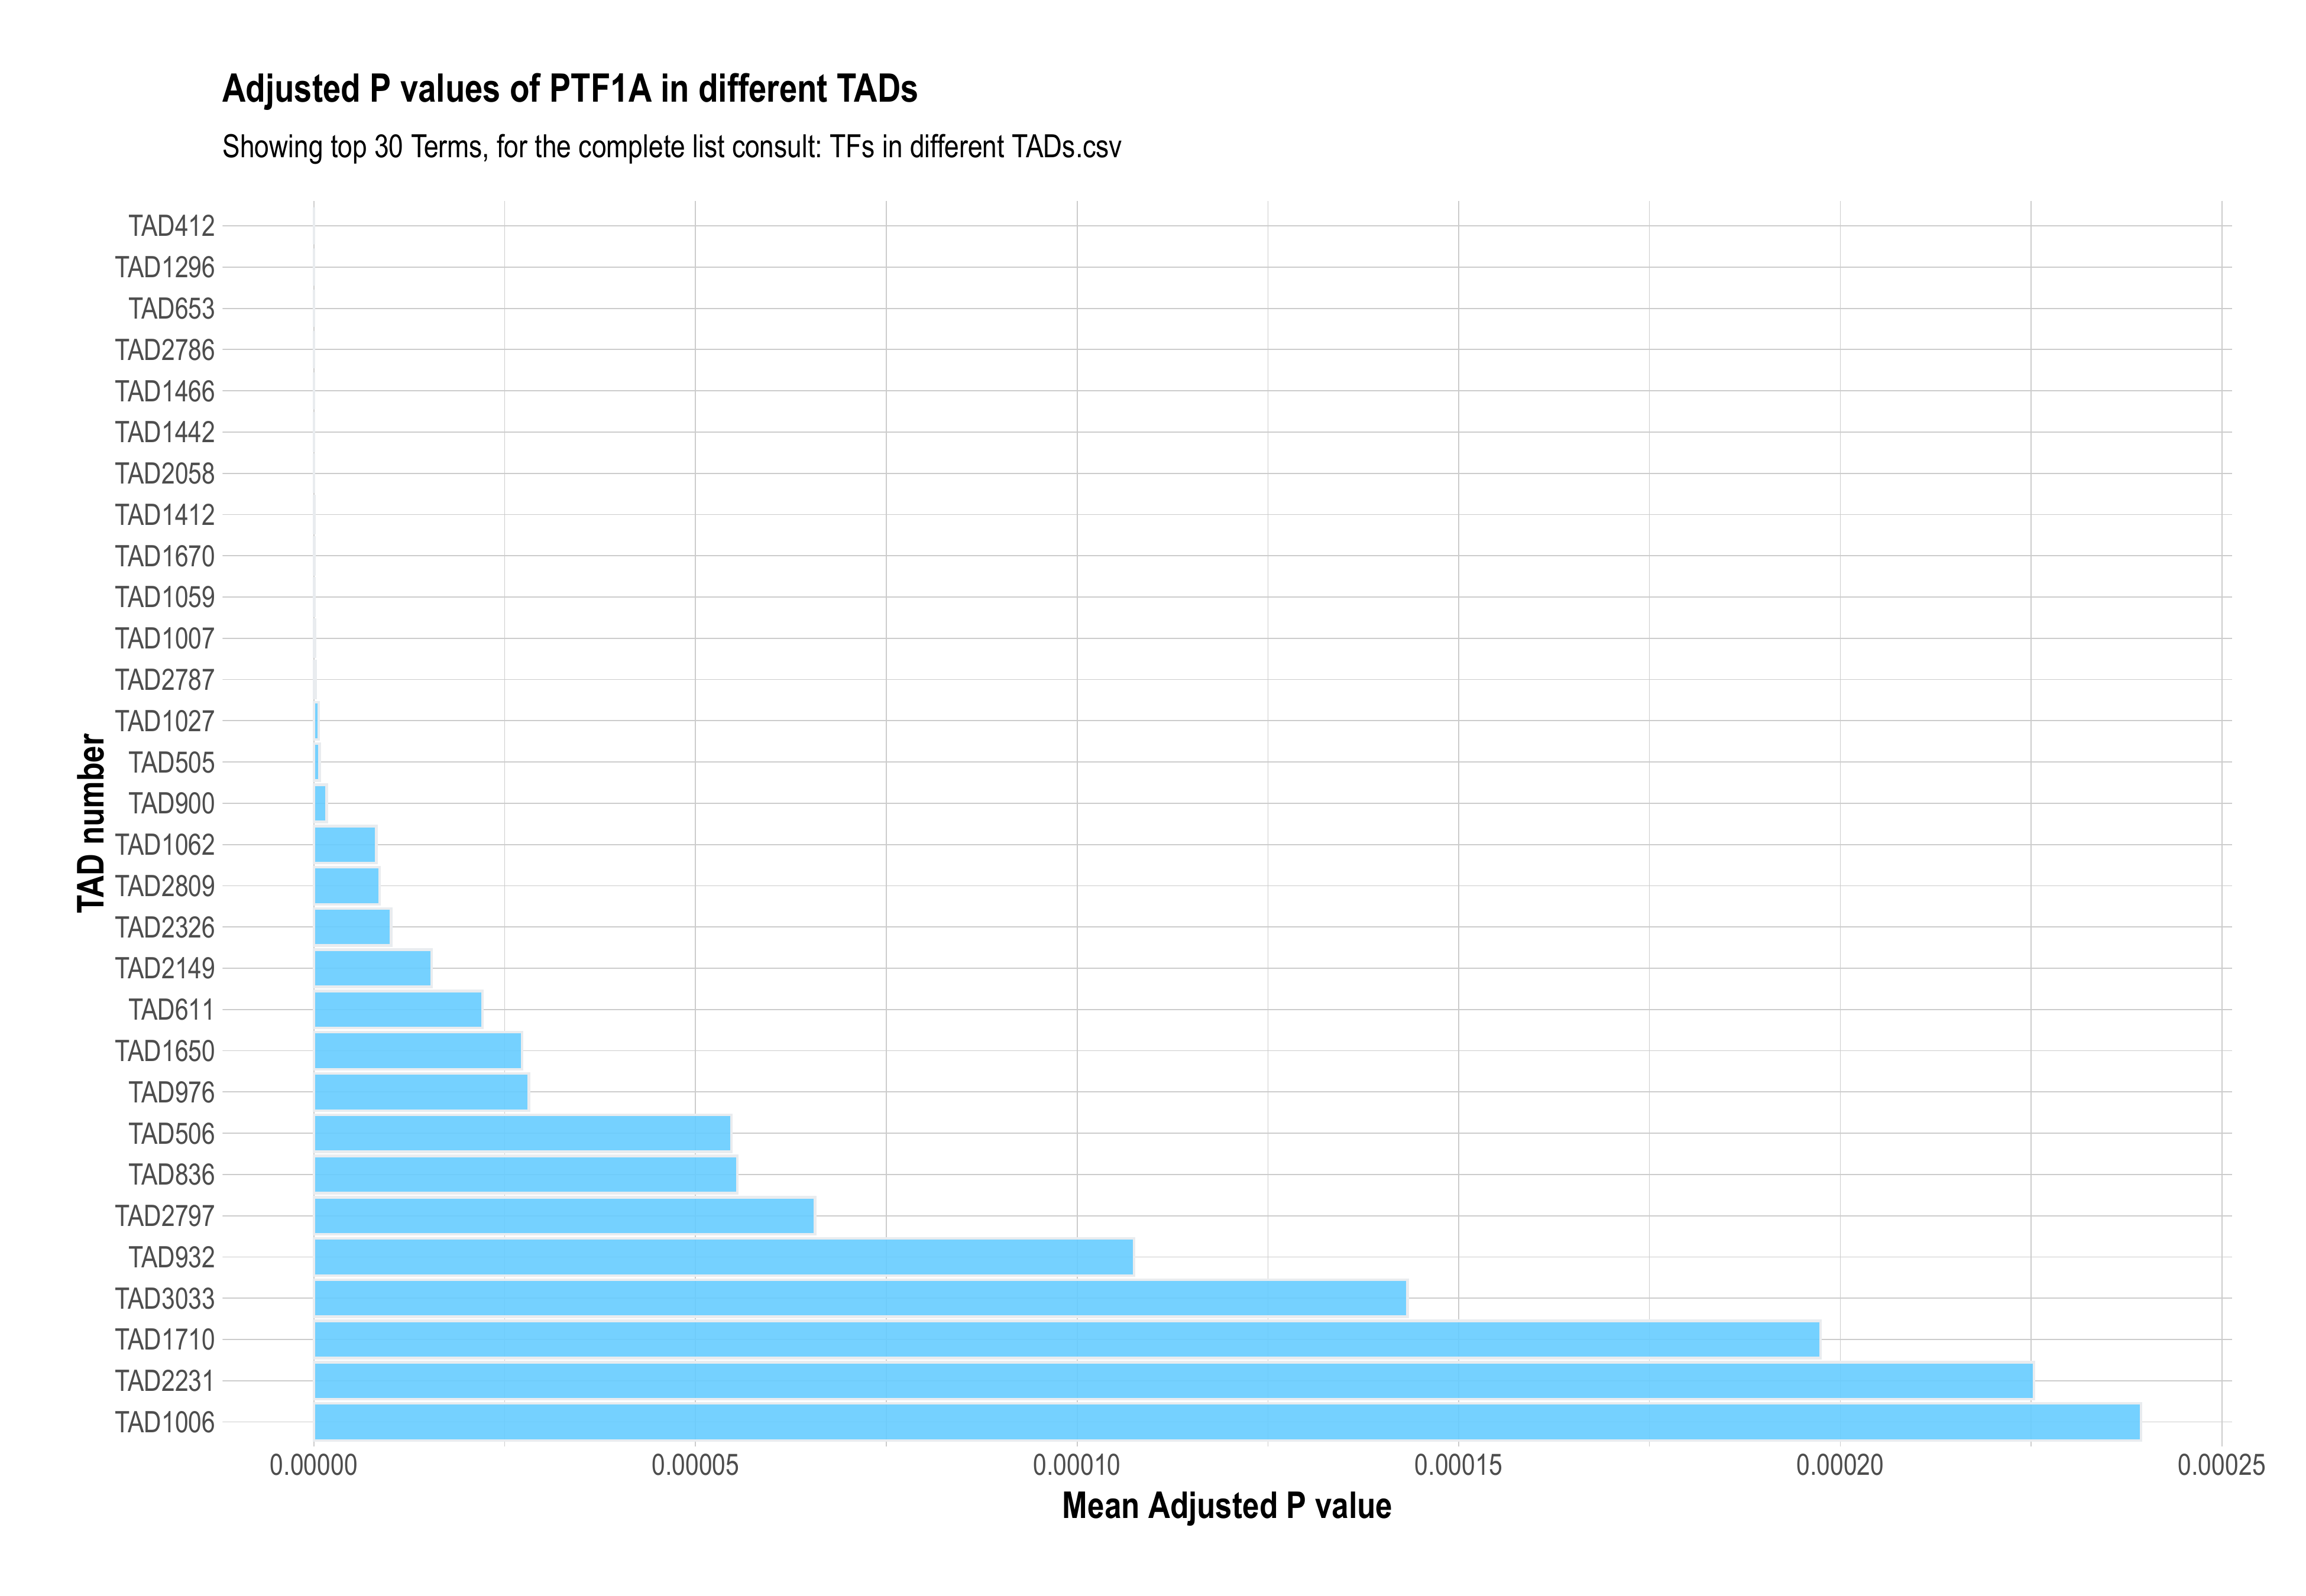 Adjusted P values of PTF1A in different TADs
Showing top 30 Terms, for the complete list consult: TFs in different TADs.csv
TAD number
TAD412
TAD1296
TAD653
TAD2786
TAD1466
TAD1442
TAD2058
TAD1412
TAD1670
TAD1059
TAD1007
TAD2787
TAD1027
TAD505
TAD900
TAD1062
TAD2809
TAD2326
TAD2149
TAD611
TAD1650
TAD976
TAD506
TAD836
TAD2797
TAD932
TAD3033
TAD1710
TAD2231
TAD1006
0.00000 0.00005 0.00010 0.00015 0.00020 0.00025
Mean Adjusted P value